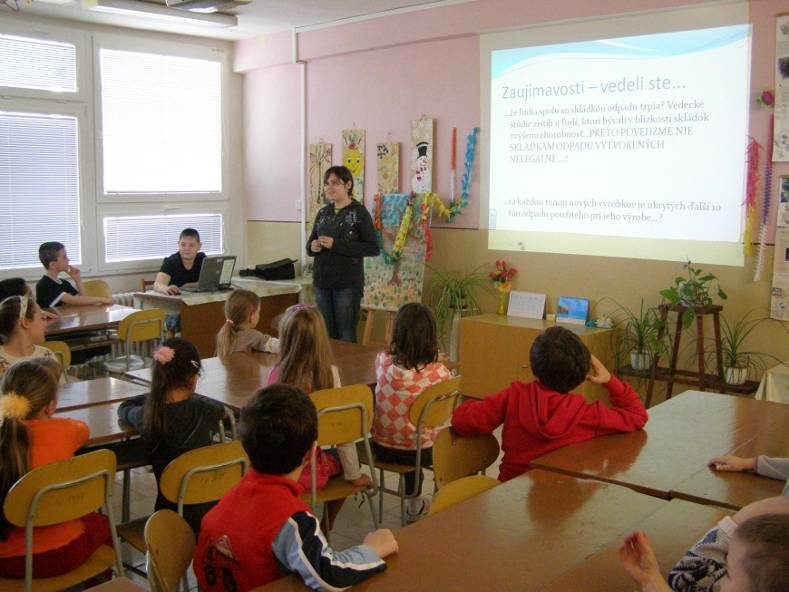 Zaujímavosti – vedeli ste...
...že ľudia spolu so skládkou odpadu trpia? Vedecké
štúdie zistili u ľudí, ktorí bývali v blízkosti skládok
zvýšenú chorobnosť...PRETO POVEDZME NIE
SKLÁDKAM ODPADU VYTVORENÝCH
NELEGÁLNE....!
...za každou tonou nových výrobkov je ukrytých ďalší 10
ton odpadu použitého pri jeho výrobe...?